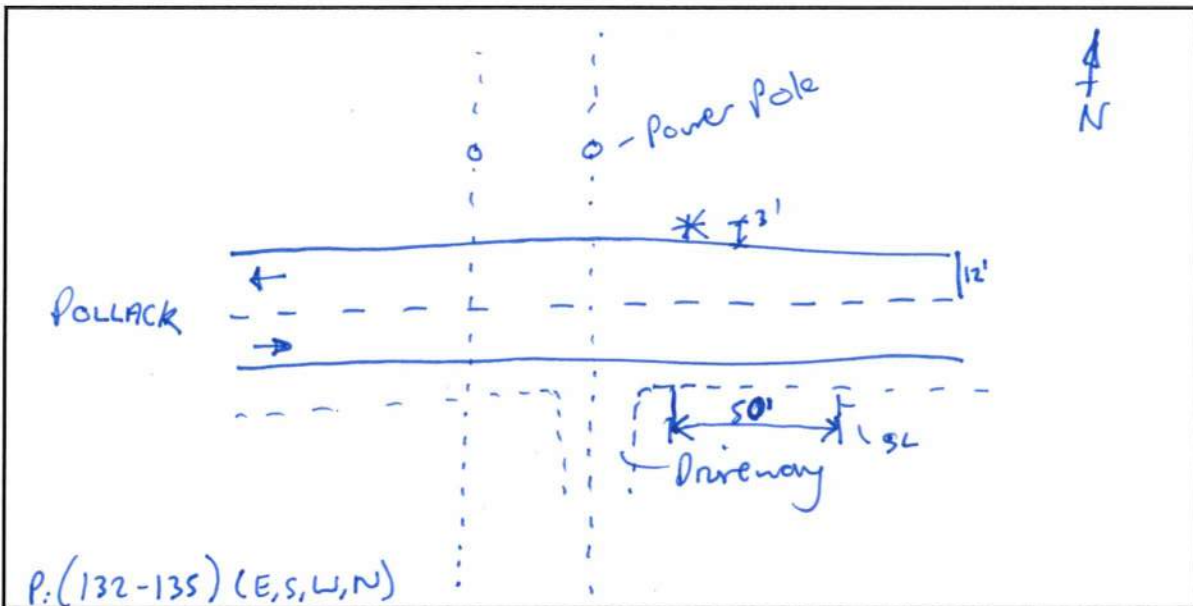 Power Pole
N
3'
12'
POLLACK
50'
SL
Driveway
P:(132-135) (E,S,W,N)